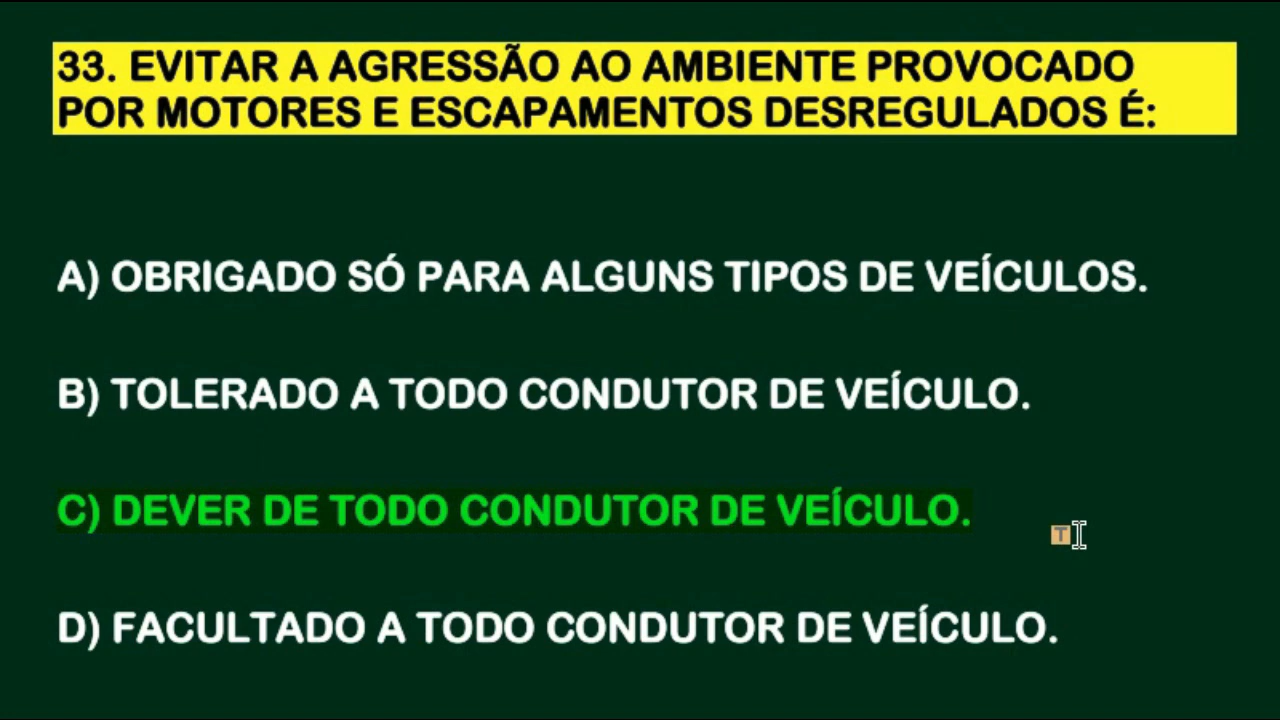 33. EVITAR A AGRESSÃO AO AMBIENTE PROVOCADO
POR MOTORES E ESCAPAMENTOS DESREGULADOS É:
A) OBRIGADO SÓ PARA ALGUNS TIPOS DE VEÍCULOS.
B) TOLERADO A TODO CONDUTOR DE VEÍCULO.
C) DEVER DE TODO CONDUTOR DE VEÍCULO.
T
D) FACULTADO A TODO CONDUTOR DE VEÍCULO.